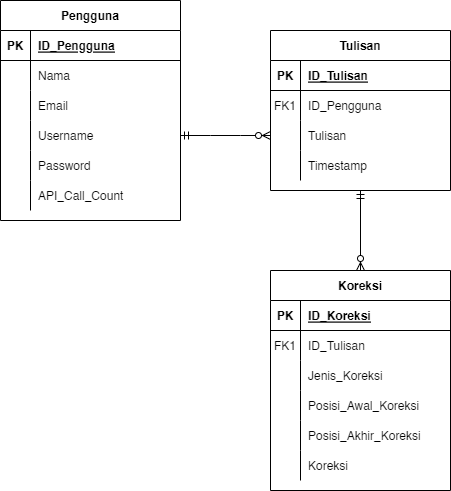 Pengguna
PK ID_Pengguna
Nama
Email
Username
Password
API_Call_Count
Tulisan
PK ID_Tulisan
FK1 ID_Pengguna
Tulisan
Timestamp
Koreksi
PK ID_Koreksi
FK1 ID_Tulisan
Jenis_Koreksi
Posisi_Awal_Koreksi
Posisi_Akhir_Koreksi
Koreksi